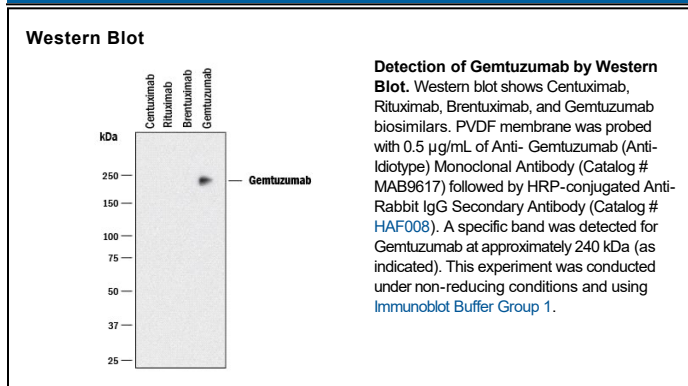 Western Blot
Centuximab
Rituximab
Brentuximab
Gemtuzumab
kDa
250
150
100
75
50
37
25
Gemtuzumab
Detection of Gemtuzumab by Western
Blot. Western blot shows Centuximab,
Rituximab, Brentuximab, and Gemtuzumab
biosimilars. PVDF membrane was probed
with 0.5 µg/mL of Anti- Gemtuzumab (Anti-
Idiotype) Monoclonal Antibody (Catalog #
MAB9617) followed by HRP-conjugated Anti-
Rabbit IgG Secondary Antibody (Catalog #
HAF008). A specific band was detected for
Gemtuzumab at approximately 240 kDa (as
indicated). This experiment was conducted
under non-reducing conditions and using
Immunoblot Buffer Group 1.